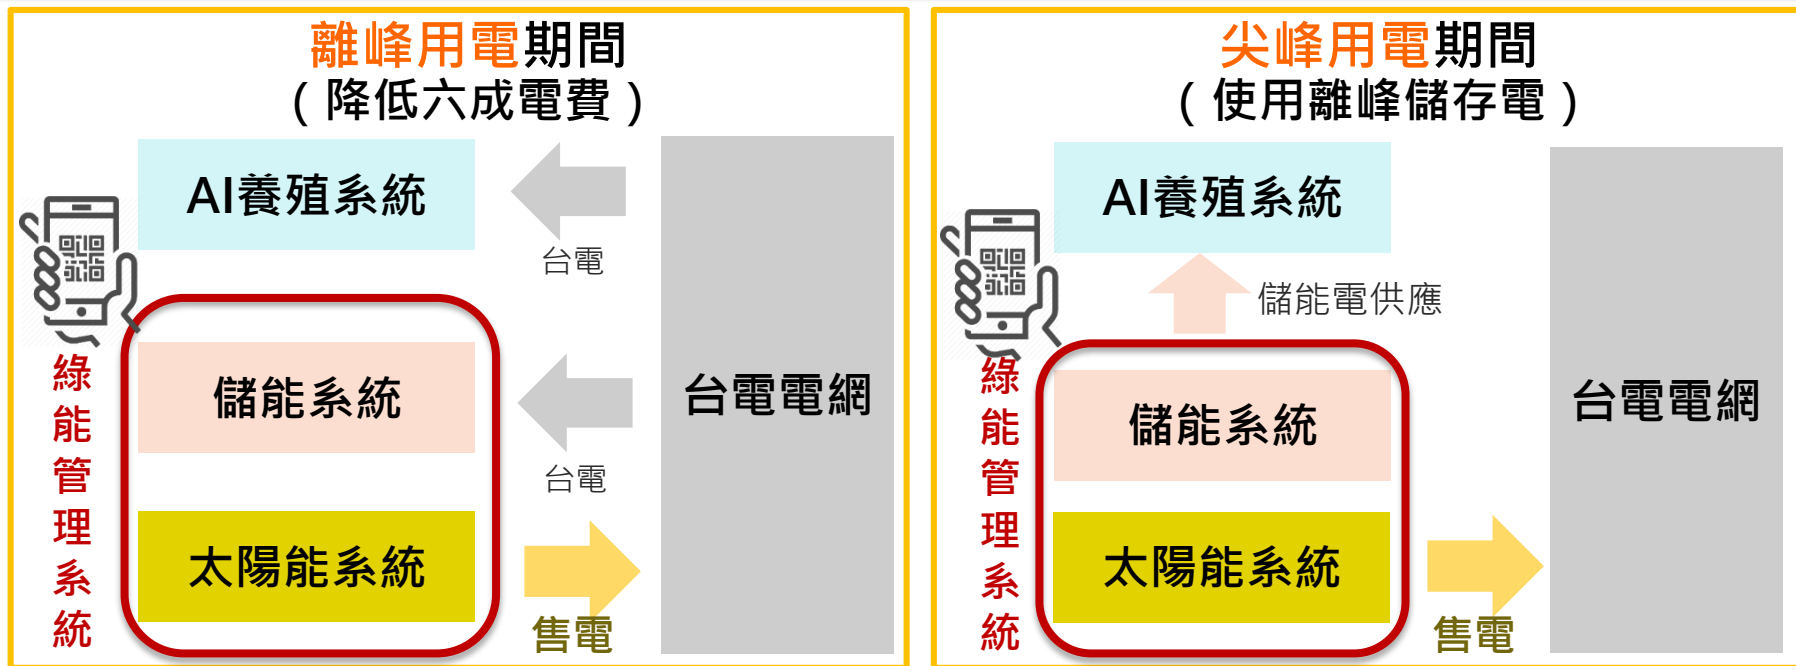 離峰用電期間
(降低六成電費)
AI養殖系統
台電
儲能系統
台電電網
台電
太陽能系統
售電
綠能管理系統
尖峰用電期間
(使用離峰儲存電)
AI養殖系統
儲能電供應
儲能系統
台電電網
太陽能系統
售電
綠能管理系統